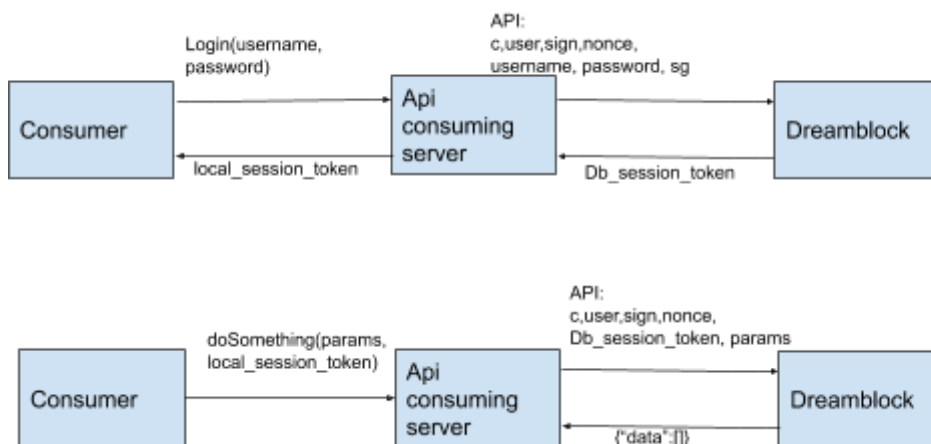 API:
c,user,sign,nonce,
username, password, sg
Login(username,
password)
Consumer
Api
consuming
server
Dreamblock
local_session_token
Db_session_token
API:
c,user,sign,nonce,
Db_session_token, params
doSomething(params,
local_session_token)
Consumer
Api
consuming
server
Dreamblock
{"data":[]}